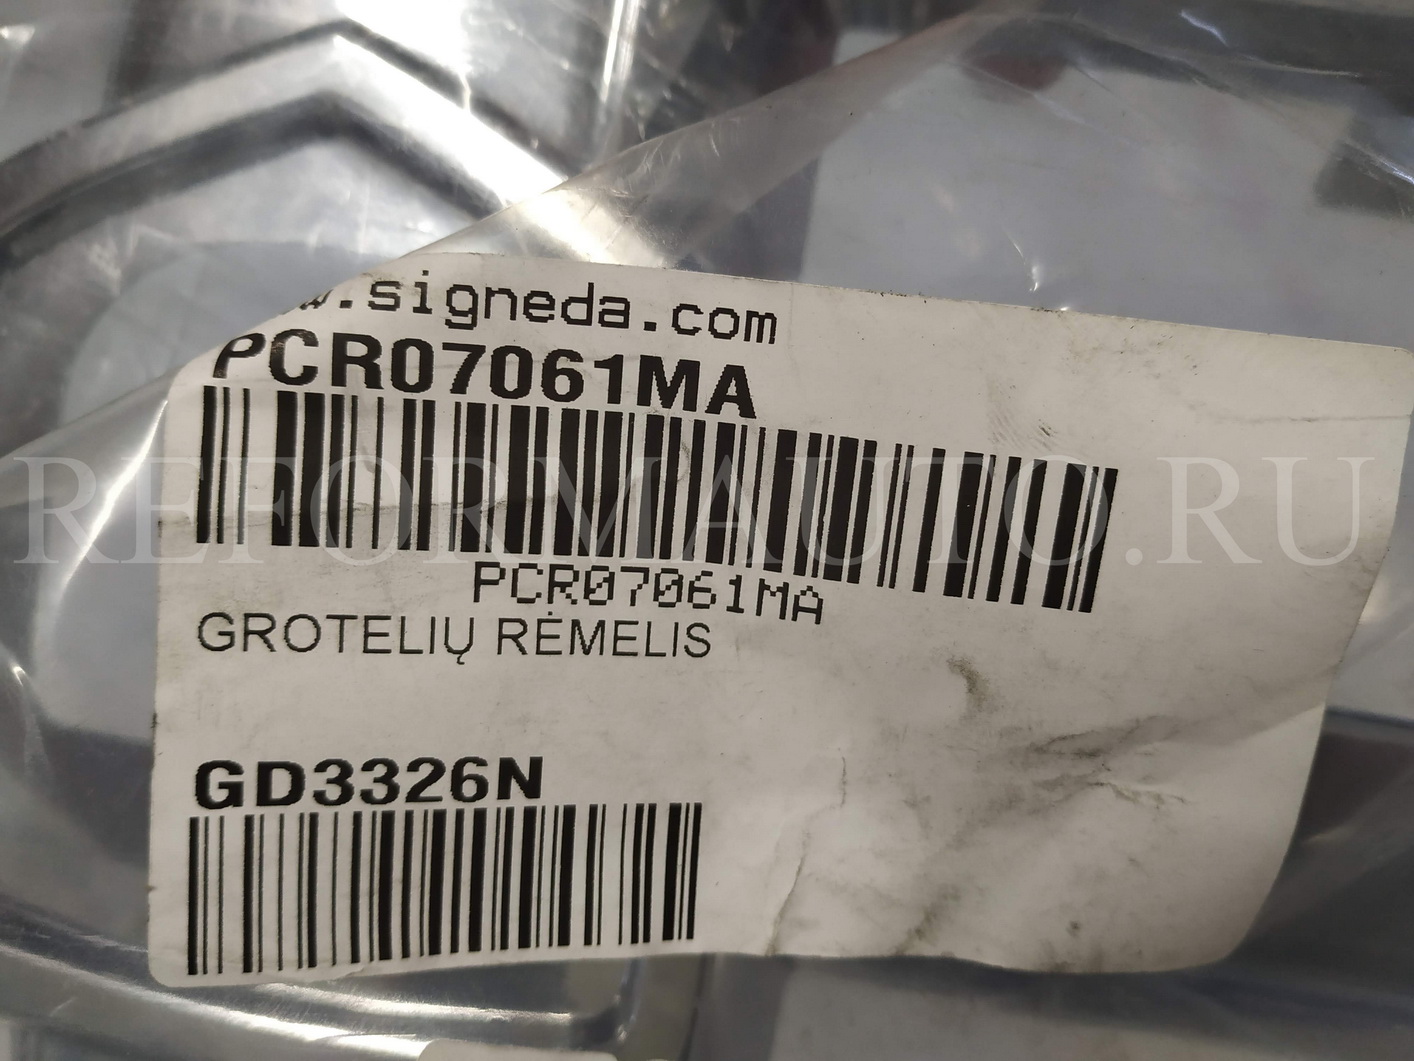 w.signeda.com
PCR07061MA
REFORMAUTO.RU
PCR07061MA
GROTELIŲ RĖMELIS
GD3326N